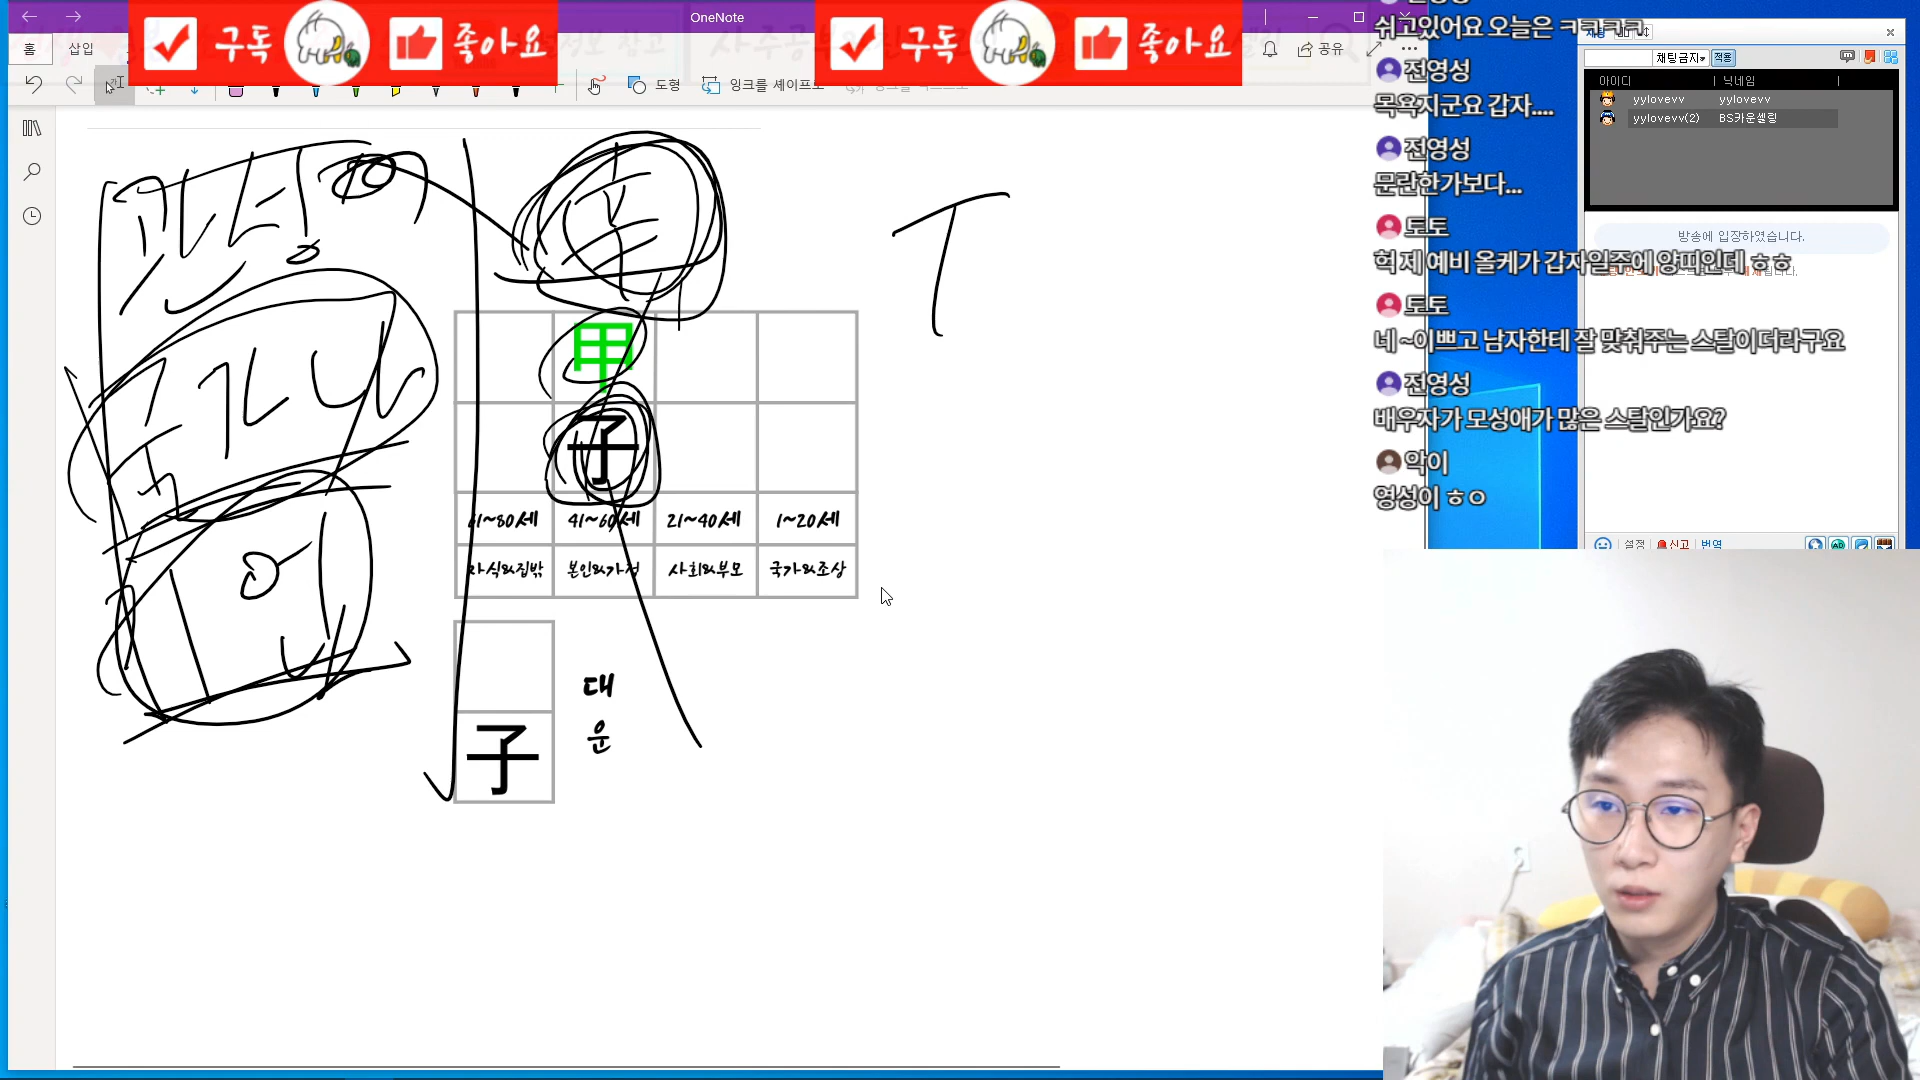 OneNote
구독
좋아요
구독
좋아요
홈
삽입
공유
도형
잉크를 셰이프로
甲
子
61~80세
41~60세
21~40세
1~20세
자식&집밖
본인&가정
사회&부모
국가&조상
대
운
子
T
쉬고있어요 오늘은 ㅋㅋㅋㅋㅋ
전영성
목욕지군요 갑자....
전영성
문란한가보다...
토토
헉 제 예비 올케가 갑자일주에 양띠인데 ㅎㅎ
토토
네 ~이쁘고 남자한테 잘 맞춰주는 스탈이더라구요
전영성
배우자가 모성애가 많은 스탈인가요?
악이
영성이 ㅎㅇ
채팅금지
적용
아이디
닉네임
yylovevv
yylovevv
yylovevv(2)
BS카운셀링
방송에 입장하였습니다.
설정
신고
번역